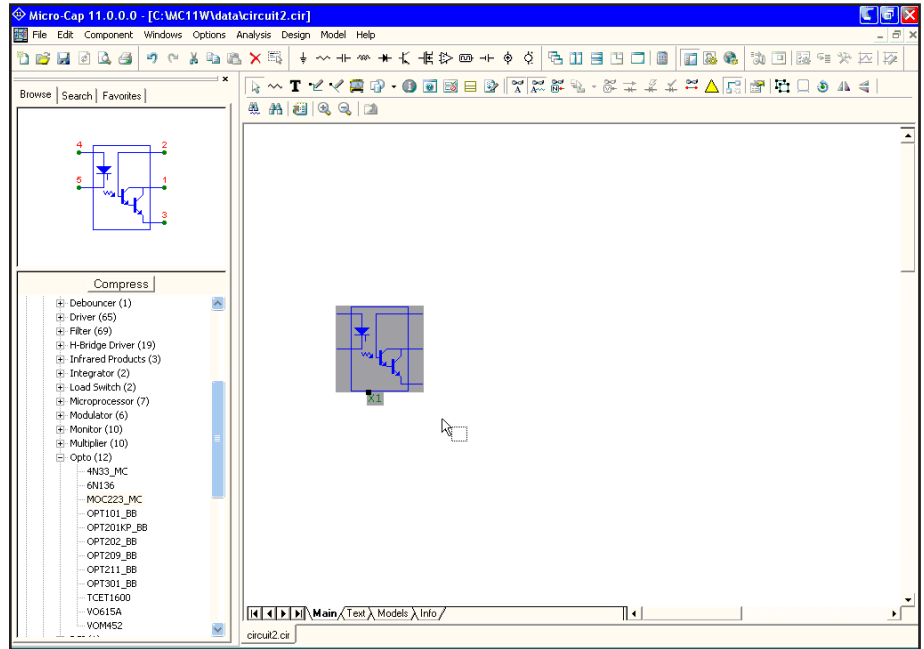 Micro-Cap 11.0.0.0 - [C:\MC11W\data\circuit2.cir]
File Edit Component Windows Options Analysis Design Model Help
Browse Search Favorites
T
4 2
5 1
3
Compress
Debouncer (1)
Driver (65)
Filter (69)
H-Bridge Driver (19)
Infrared Products (3)
Integrator (2)
Load Switch (2)
Microprocessor (7)
Modulator (6)
Monitor (10)
Multiplier (10)
Opto (12)
4N33_MC
6N136
MOC223_MC
OPT101_BB
OPT201KP_BB
OPT202_BB
OPT209_BB
OPT211_BB
OPT301_BB
TCET1600
VO615A
VOM452
X1
Main Text Models Info
circuit2.cir